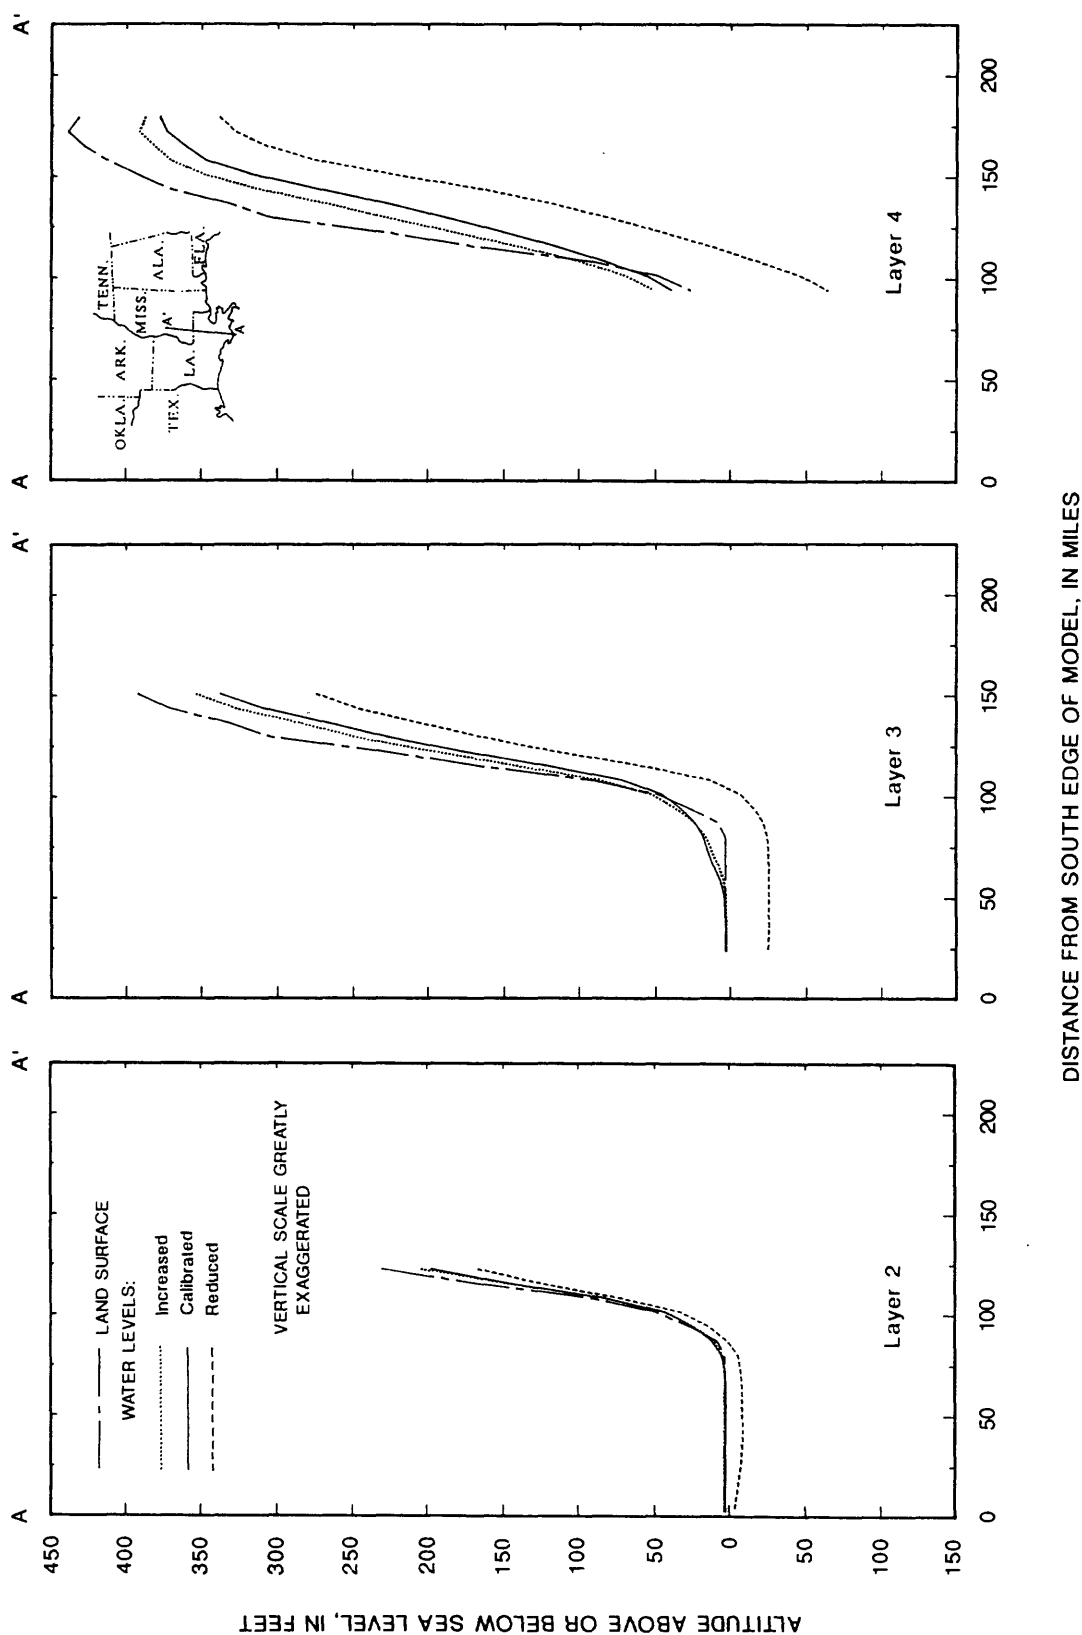 A
A'
A
A'
A
A'
450
400
350
300
250
200
150
100
50
0
50
100
150
ALTITUDE ABOVE OR BELOW SEA LEVEL, IN FEET
LAND SURFACE
WATER LEVELS:
Increased
Calibrated
Reduced
VERTICAL SCALE GREATLY
EXAGGERATED
Layer 2
0
50
100
150
200
Layer 3
0
50
100
150
200
OKLA.
ARK.
TENN.
TEX.
LA.
MISS.
ALA.
FLA.
A'
A
Layer 4
0
50
100
150
200
DISTANCE FROM SOUTH EDGE OF MODEL, IN MILES